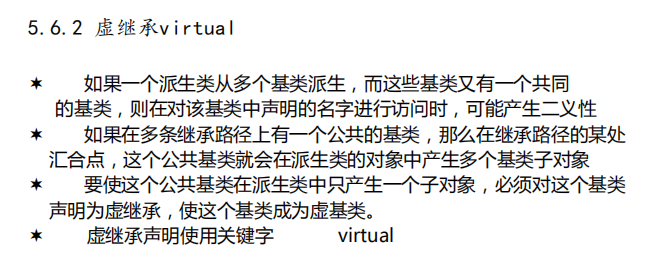 5.6.2 虚继承virtual
✶ 如果一个派生类从多个基类派生，而这些基类又有一个共同
的基类，则在对该基类中声明的名字进行访问时，可能产生二义性
✶ 如果在多条继承路径上有一个公共的基类，那么在继承路径的某处
汇合点，这个公共基类就会在派生类的对象中产生多个基类子对象
✶ 要使这个公共基类在派生类中只产生一个子对象，必须对这个基类
声明为虚继承，使这个基类成为虚基类。
✶ 虚继承声明使用关键字 virtual